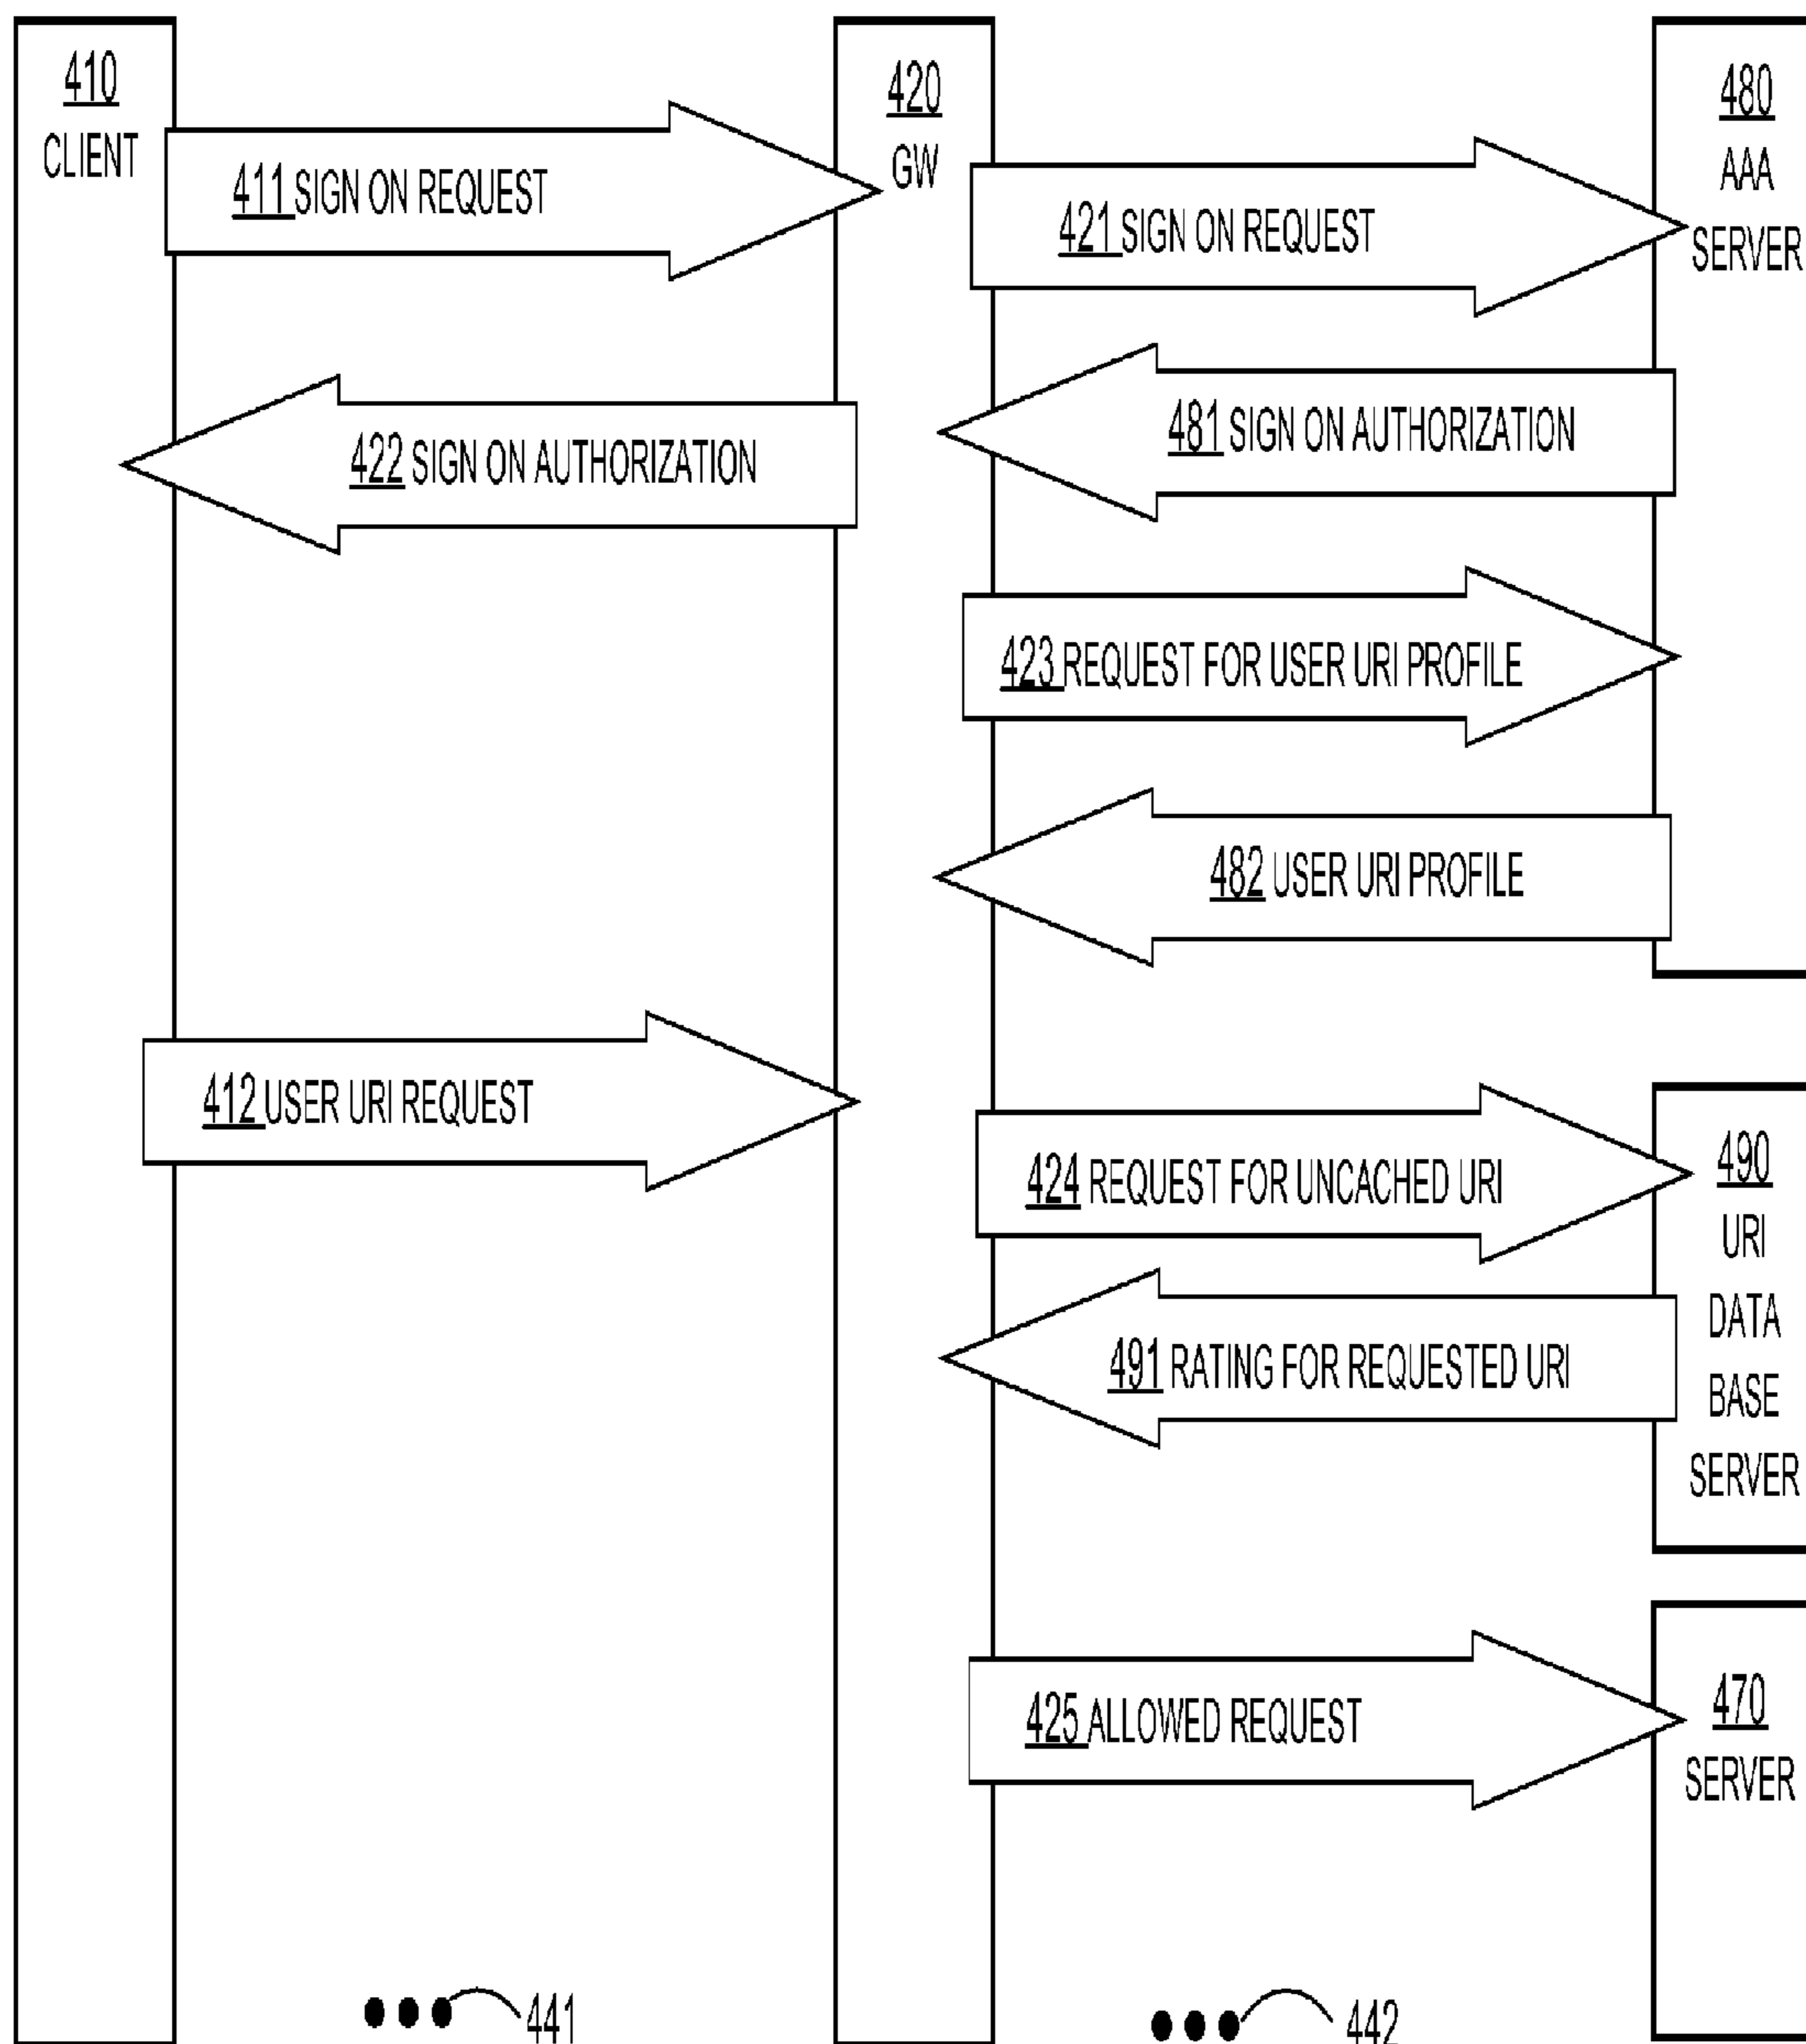 410
CLIENT
420
GW
480
AAA
SERVER
411 SIGN ON REQUEST
421 SIGN ON REQUEST
481 SIGN ON AUTHORIZATION
422 SIGN ON AUTHORIZATION
423 REQUEST FOR USER URI PROFILE
482 USER URI PROFILE
412 USER URI REQUEST
424 REQUEST FOR UNCACHED URI
490
URI
DATA
BASE
SERVER
491 RATING FOR REQUESTED URI
425 ALLOWED REQUEST
470
SERVER
441
442